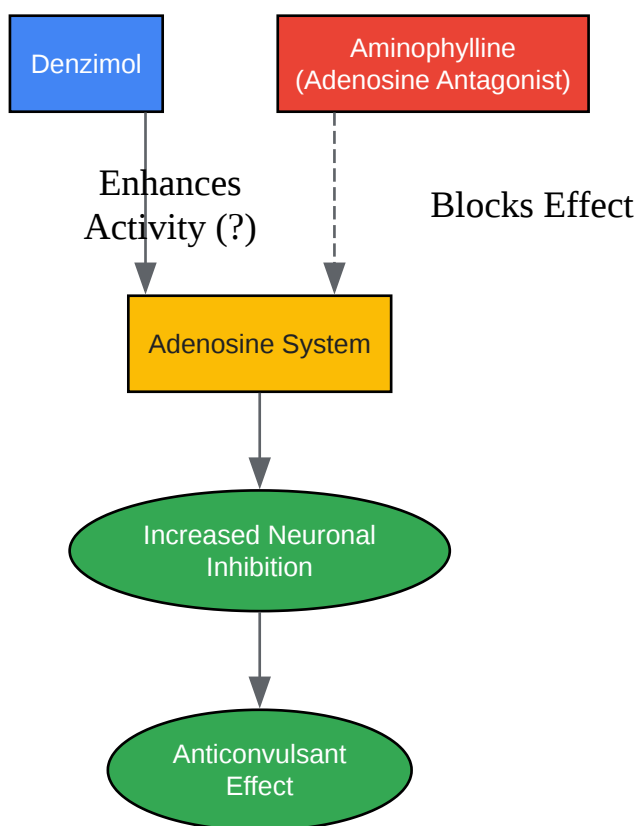 Denzimol
Aminophylline
(Adenosine Antagonist)
Enhances
Activity (?)
Blocks Effect
Adenosine System
Increased Neuronal
Inhibition
Anticonvulsant
Effect